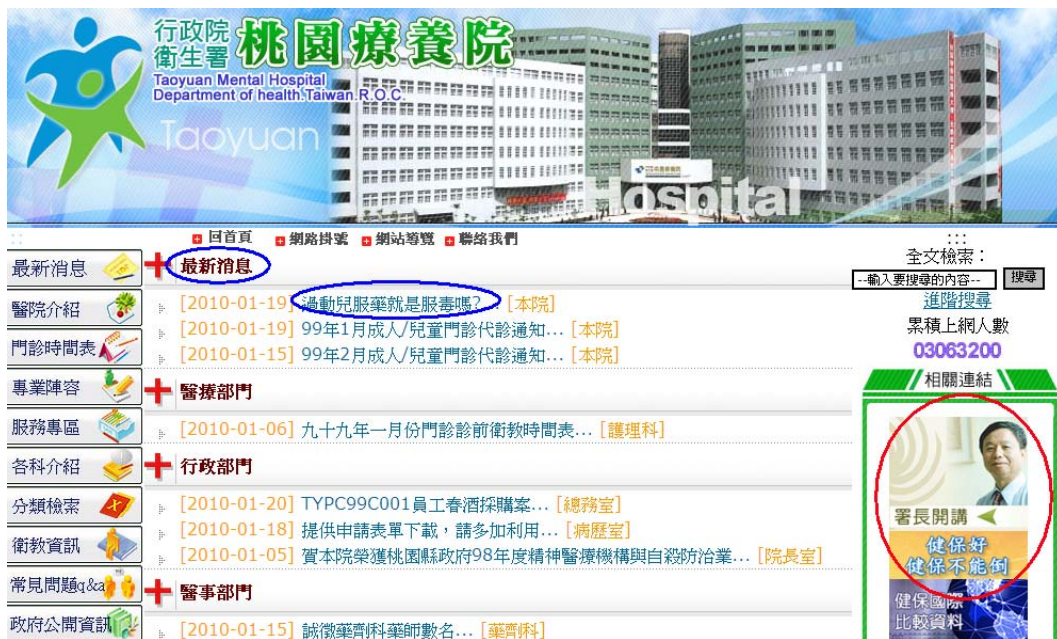 行政院
衛生署
桃園療養院
Taoyuan Mental Hospital
Department of health.Taiwan.R.O.C.
Taoyuan
Hospital
回首頁 網路掛號 網站導覽 聯絡我們
最新消息
醫院介紹
門診時間表
專業陣容
服務專區
各科介紹
分類檢索
衛教資訊
常見問題q&a
政府公開資訊
最新消息
[2010-01-19] 過動兒服藥就是服毒嗎?... [本院]
[2010-01-19] 99年1月成人/兒童門診代診通知... [本院]
[2010-01-15] 99年2月成人/兒童門診代診通知... [本院]
醫療部門
[2010-01-06] 九十九年一月份門診診前衛教時間表... [護理科]
行政部門
[2010-01-20] TYPC99C001員工春酒採購案... [總務室]
[2010-01-18] 提供申請表單下載，請多加利用... [病歷室]
[2010-01-05] 賀本院榮獲桃園縣政府98年度精神醫療機構與自殺防治業... [院長室]
醫事部門
[2010-01-15] 誠徵藥劑科藥師數名... [藥劑科]
全文檢索：
--輸入要搜尋的內容-- 搜尋
進階搜尋
累積上網人數
03063200
相關連結
署長開講
健保好
健保不能倒
健保國際
比較資料